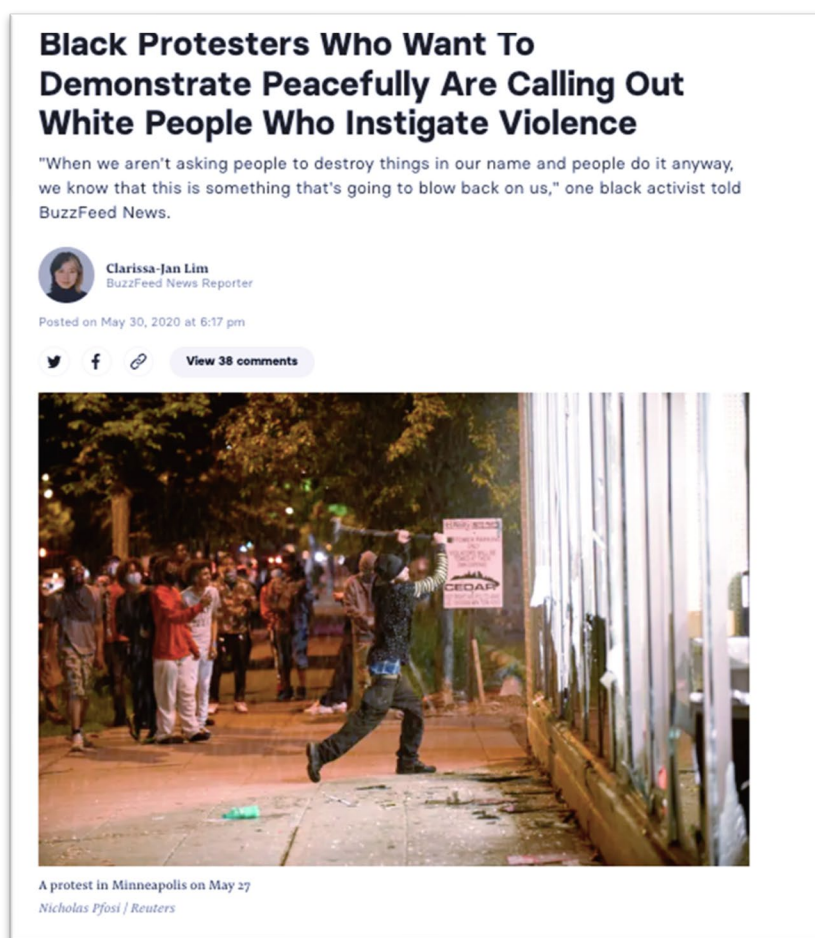 Black Protesters Who Want To
Demonstrate Peacefully Are Calling Out
White People Who Instigate Violence
"When we aren't asking people to destroy things in our name and people do it anyway,
we know that this is something that's going to blow back on us," one black activist told
BuzzFeed News.
Clarissa-Jan Lim
BuzzFeed News Reporter
Posted on May 30, 2020 at 6:17 pm
View 38 comments
CEDAR
A protest in Minneapolis on May 27
Nicholas Pfosi / Reuters